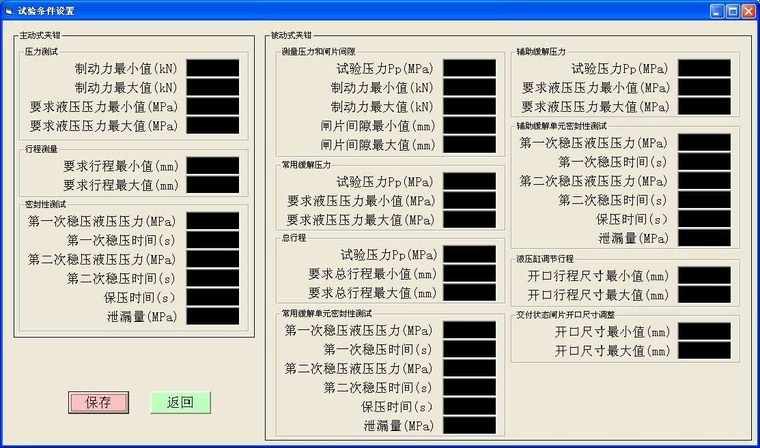 试验条件设置
主动式夹钳
压力测试
制动力最小值(kN)
制动力最大值(kN)
要求液压压力最小值(MPa)
要求液压压力最大值(MPa)
行程测量
要求行程最小值(mm)
要求行程最大值(mm)
密封性测试
第一次稳压液压压力(MPa)
第一次稳压时间(s)
第二次稳压液压压力(MPa)
第二次稳压时间(s)
保压时间(s)
泄漏量(MPa)
保存
返回
被动式夹钳
测量压力和闸片间隙
试验压力Pp(MPa)
制动力最小值(kN)
制动力最大值(kN)
闸片间隙最小值(mm)
闸片间隙最大值(mm)
常用缓解压力
试验压力Pp(MPa)
要求液压压力最小值(MPa)
要求液压压力最大值(MPa)
总行程
试验压力Pp(MPa)
要求总行程最小值(mm)
要求总行程最大值(mm)
常用缓解单元密封性测试
第一次稳压液压压力(MPa)
第一次稳压时间(s)
第二次稳压液压压力(MPa)
第二次稳压时间(s)
保压时间(s)
泄漏量(MPa)
辅助缓解压力
试验压力Pp(MPa)
要求液压压力最小值(MPa)
要求液压压力最大值(MPa)
辅助缓解单元密封性测试
第一次稳压液压压力(MPa)
第一次稳压时间(s)
第二次稳压液压压力(MPa)
第二次稳压时间(s)
保压时间(s)
泄漏量(MPa)
液压缸调节行程
开口行程尺寸最小值(mm)
开口行程尺寸最大值(mm)
交付状态闸片开口尺寸调整
开口尺寸最小值(mm)
开口尺寸最大值(mm)